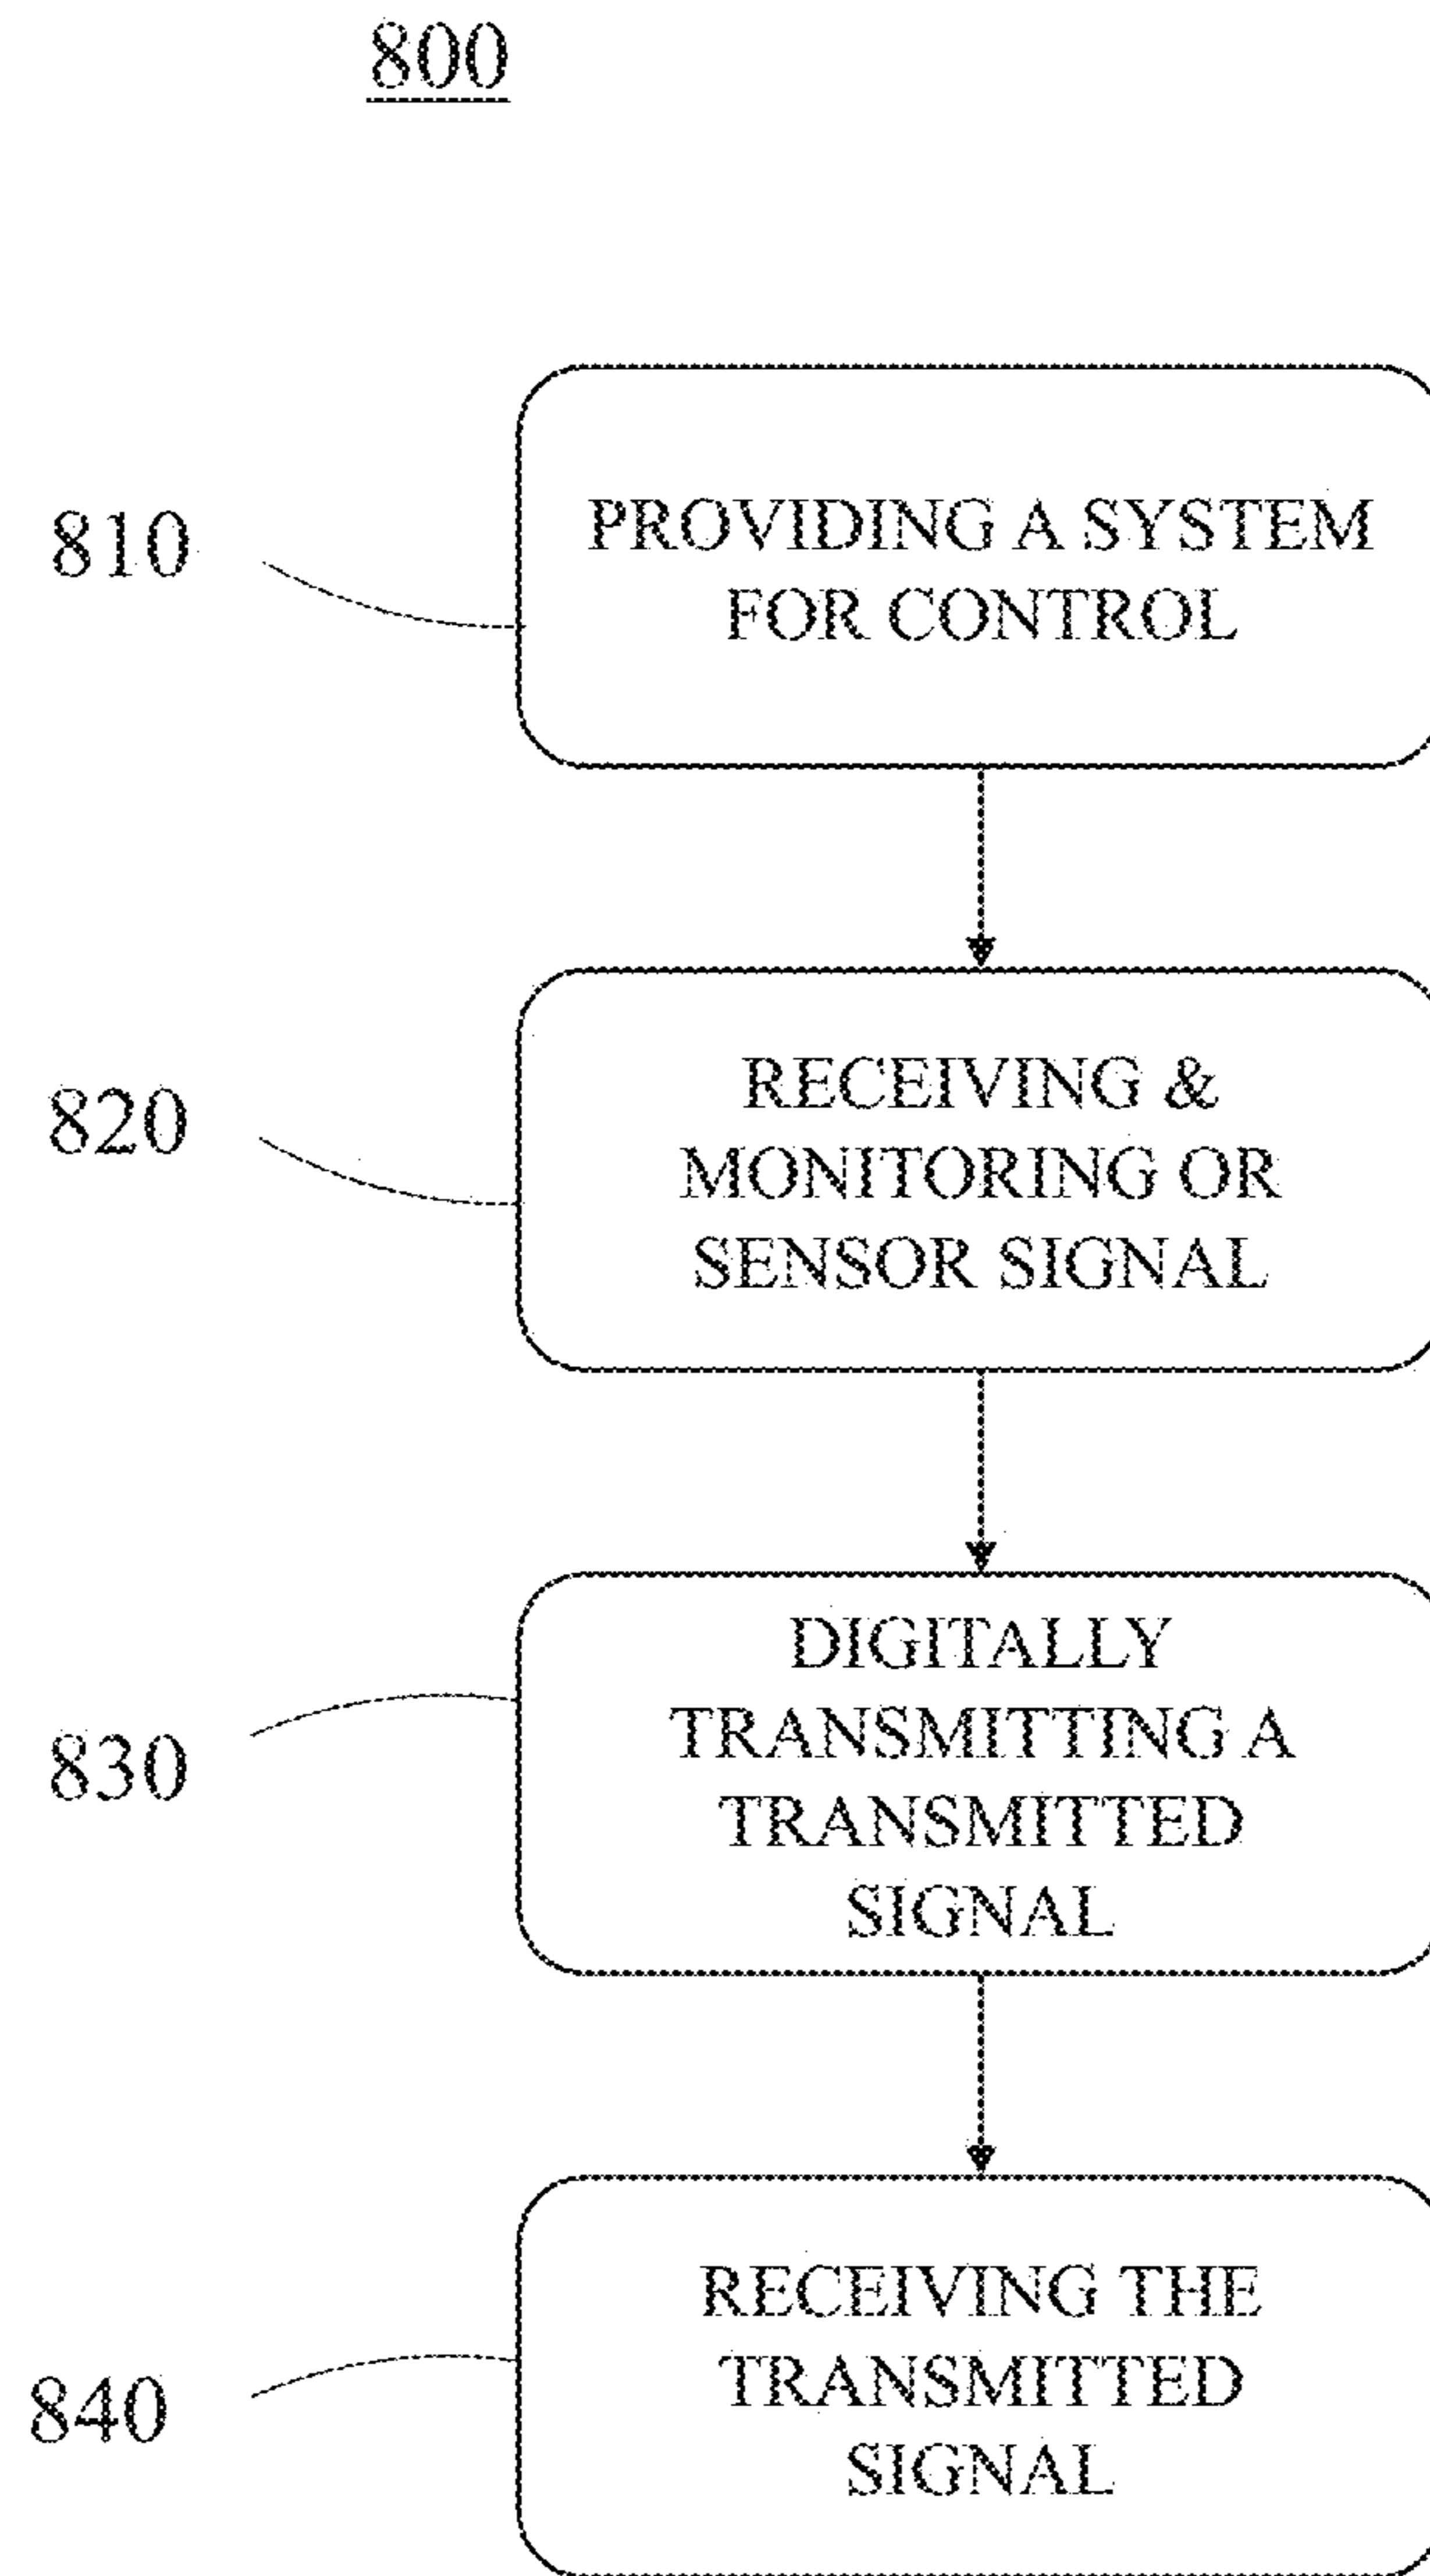 800
810
PROVIDING A SYSTEM
FOR CONTROL
820
RECEIVING &
MONITORING OR
SENSOR SIGNAL
830
DIGITALLY
TRANSMITTING A
TRANSMITTED
SIGNAL
840
RECEIVING THE
TRANSMITTED
SIGNAL